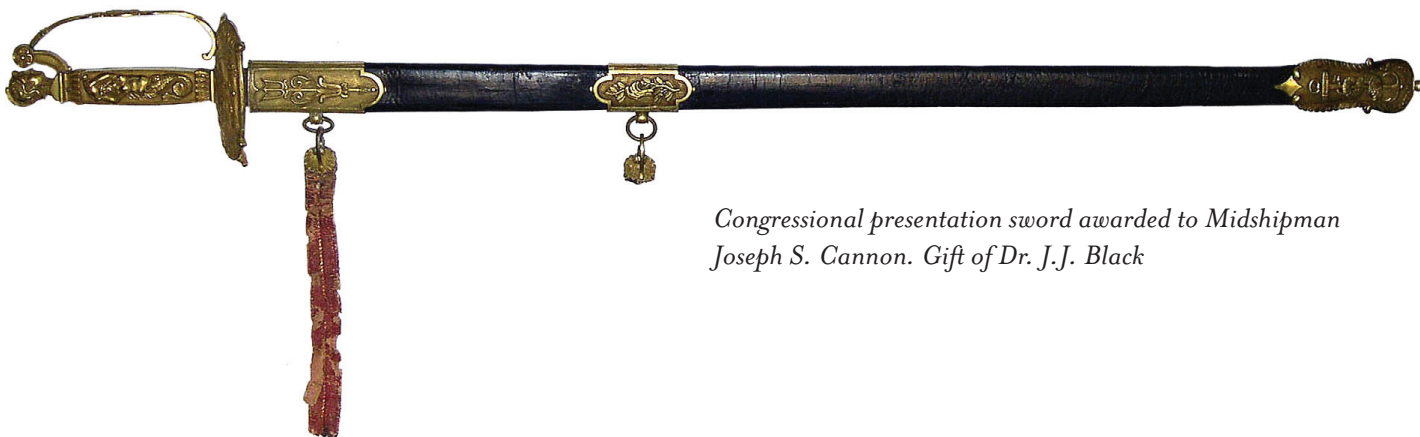 Congressional presentation sword awarded to Midshipman
Joseph S. Cannon. Gift of Dr. J.J. Black